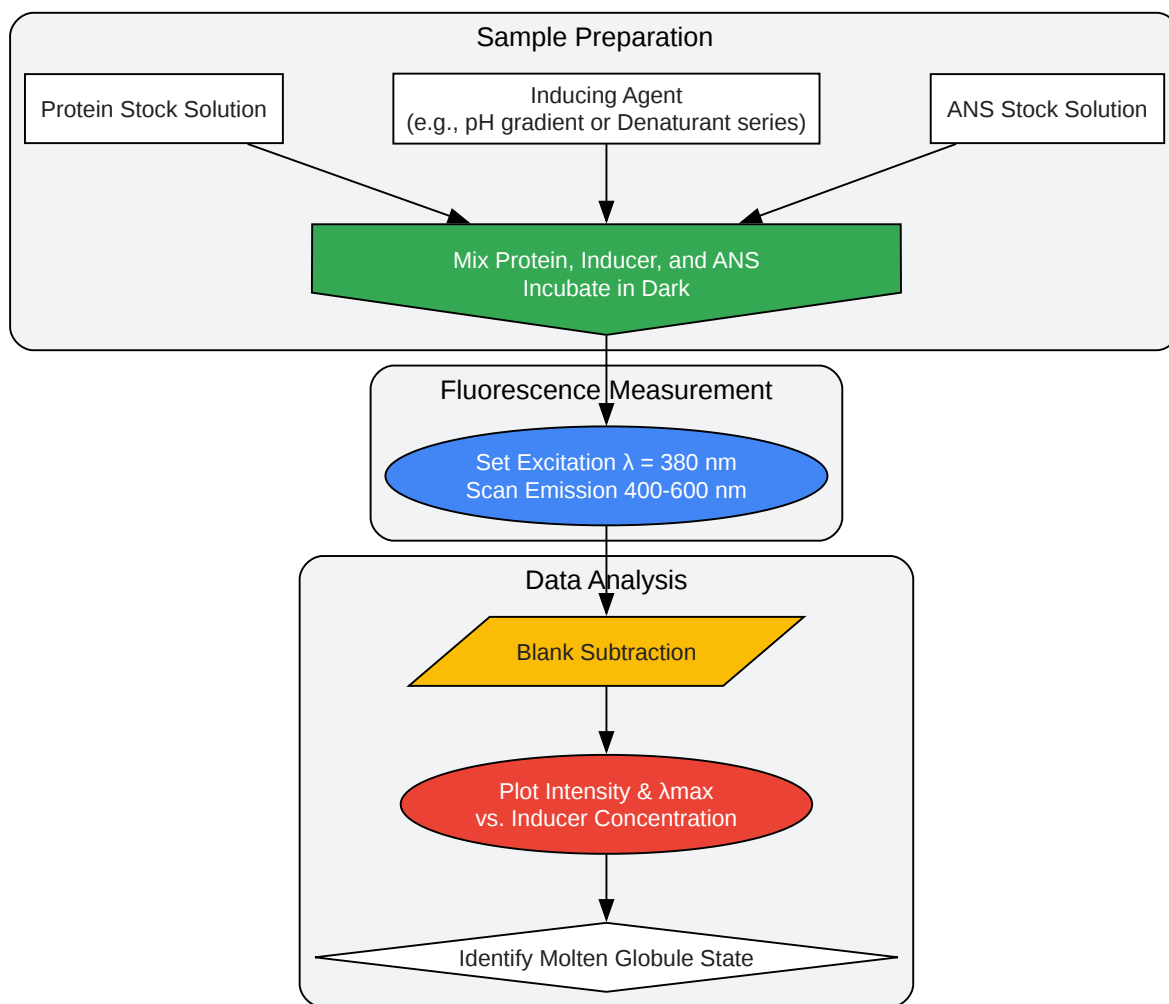 Sample Preparation
Protein Stock Solution
Inducing Agent
(e.g., pH gradient or Denaturant series)
ANS Stock Solution
Mix Protein, Inducer, and ANS
Incubate in Dark
Fluorescence Measurement
Set Excitation λ = 380 nm
Scan Emission 400-600 nm
Data Analysis
Blank Subtraction
Plot Intensity & λmax
vs. Inducer Concentration
Identify Molten Globule State